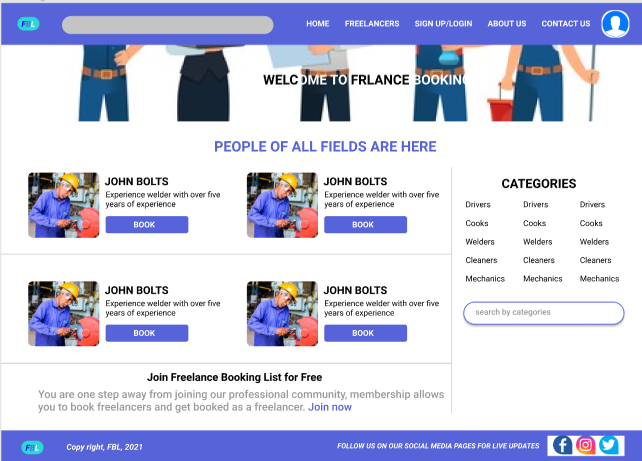 FBL
HOME FREELANCERS SIGN UP/LOGIN ABOUT US CONTACT US
WELCOME TO FRLANCE BOOKING
PEOPLE OF ALL FIELDS ARE HERE
JOHN BOLTS
Experience welder with over five
years of experience
BOOK
JOHN BOLTS
Experience welder with over five
years of experience
BOOK
JOHN BOLTS
Experience welder with over five
years of experience
BOOK
JOHN BOLTS
Experience welder with over five
years of experience
BOOK
CATEGORIES
Drivers Drivers Drivers
Cooks Cooks Cooks
Welders Welders Welders
Cleaners Cleaners Cleaners
Mechanics Mechanics Mechanics
search by categories
Join Freelance Booking List for Free
You are one step away from joining our professional community, membership allows
you to book freelancers and get booked as a freelancer. Join now
FBL
Copy right, FBL, 2021
FOLLOW US ON OUR SOCIAL MEDIA PAGES FOR LIVE UPDATES